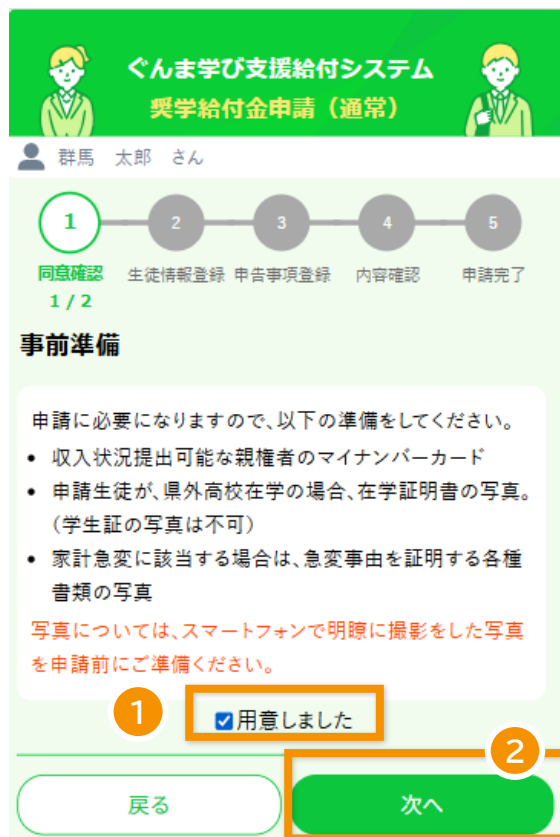 ぐんま学び支援給付システム
奨学給付金申請（通常）
群馬　太郎　さん
1 2 3 4 5
同意確認 生徒情報登録 申告事項登録 内容確認 申請完了
1 / 2
事前準備
申請に必要になりますので、以下の準備をしてください。
• 収入状況提出可能な親権者のマイナンバーカード
• 申請生徒が、県外高校在学の場合、在学証明書の写真。
（学生証の写真は不可）
• 家計急変に該当する場合は、急変事由を証明する各種
書類の写真
写真については、スマートフォンで明瞭に撮影をした写真
を申請前にご準備ください。
1
用意しました
2
戻る 次へ